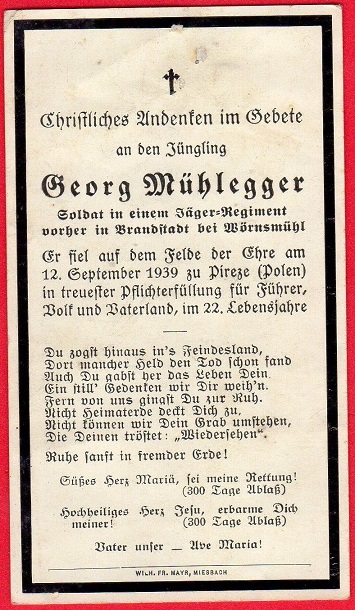 Christliches Andenken im Gebete
an den Jüngling
Georg Mühlegger
Soldat in einem Jäger=Regiment
vorher in Brandstadt bei Wörnsmühl
Er fiel auf dem Felde der Ehre am
12. September 1939 zu Pireze (Polen)
in treuester Pflichterfüllung für Führer,
Volk und Vaterland, im 22. Lebensjahre
Du zogst hinaus in's Feindesland,
Dort mancher Held den Tod schon fand
Auch Du gabst her das Leben Dein
Ein still' Gedenken wir Dir weih'n.
Fern von uns gingst Du zur Ruh.
Nicht Heimaterde deckt Dich zu,
Nicht können wir Dein Grab umstehen,
Die Deinen tröstet: „Wiedersehen“
Ruhe sanft in fremder Erde!
Süßes Herz Mariä, sei meine Rettung!
(300 Tage Ablaß)
Hochheiliges Herz Jesu, erbarme Dich
meiner! (300 Tage Ablaß)
Vater unser — Ave Maria!
WILH. FR. MAYR, MIESBACH